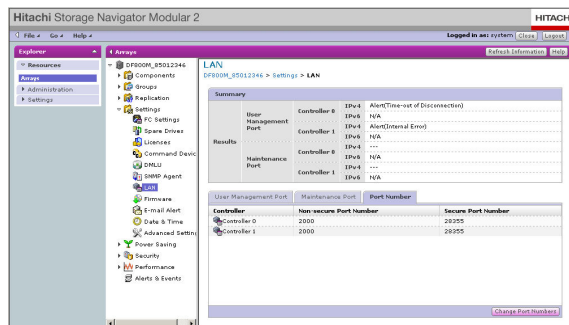 Hitachi Storage Navigator Modular 2
HITACH
File Go Help
Logged in as: system Close Logout
Explorer
Arrays
Refresh Information Help
Resources
Arrays
Administration
Settings
DF800M_85012346
Components
Groups
Replication
Settings
FC Settings
Spare Drives
Licenses
Command Devic
DMLU
SNMP Agent
LAN
Firmware
E-mail Alert
Date & Time
Advanced Setting
Power Saving
Security
Performance
Alerts & Events
LAN
DF800M_85012346 > Settings > LAN
Summary
Results
User Management Port
Controller 0
IPv4 Alert(Time-out of Disconnection)
IPv6 N/A
Controller 1
IPv4 Alert(Internal Error)
IPv6 N/A
Maintenance Port
Controller 0
IPv4 ---
IPv6 N/A
Controller 1
IPv4 ---
IPv6 N/A
User Management Port Maintenance Port Port Number
Controller Non-secure Port Number Secure Port Number
Controller 0 2000 28355
Controller 1 2000 28355
Change Port Numbers